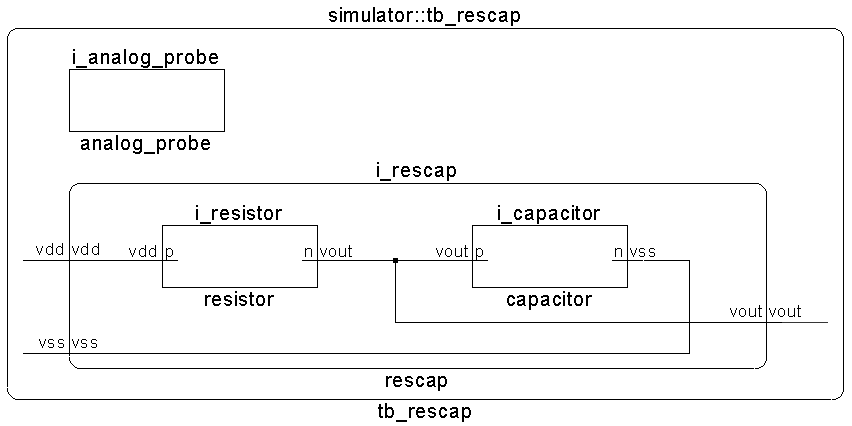 simulator::tb_rescap
i_analog_probe
analog_probe
i_rescap
i_resistor
i_capacitor
vdd vdd vdd p n vout vout p n vss
resistor
capacitor
vout vout
vss vss
rescap
tb_rescap